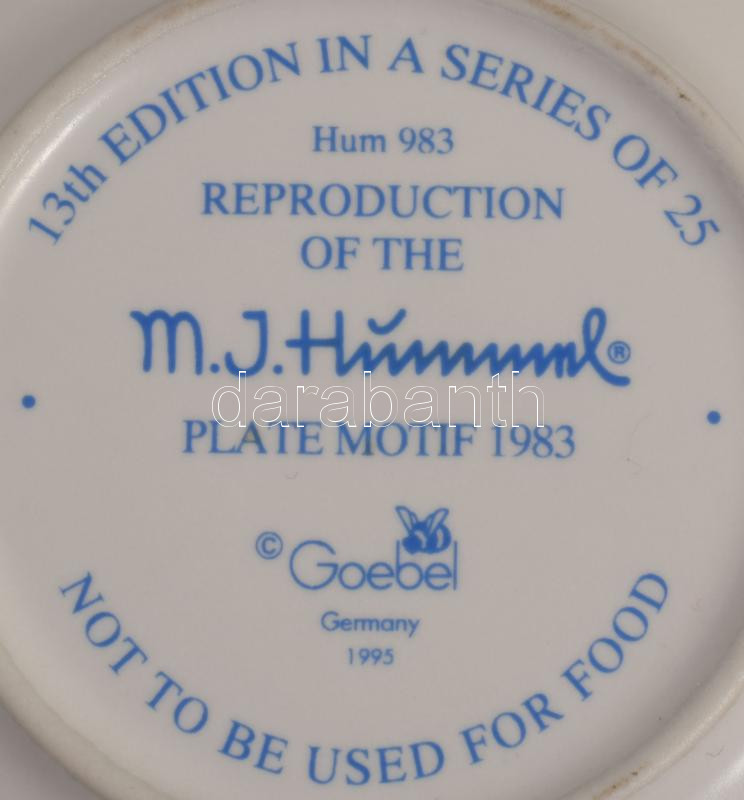 13th EDITION IN A SERIES OF 25
Hum 983
REPRODUCTION
OF THE
M.J.Hummel®
darabanth
PLATE MOTIF 1983
© Goebel
Germany
1995
NOT TO BE USED FOR FOOD